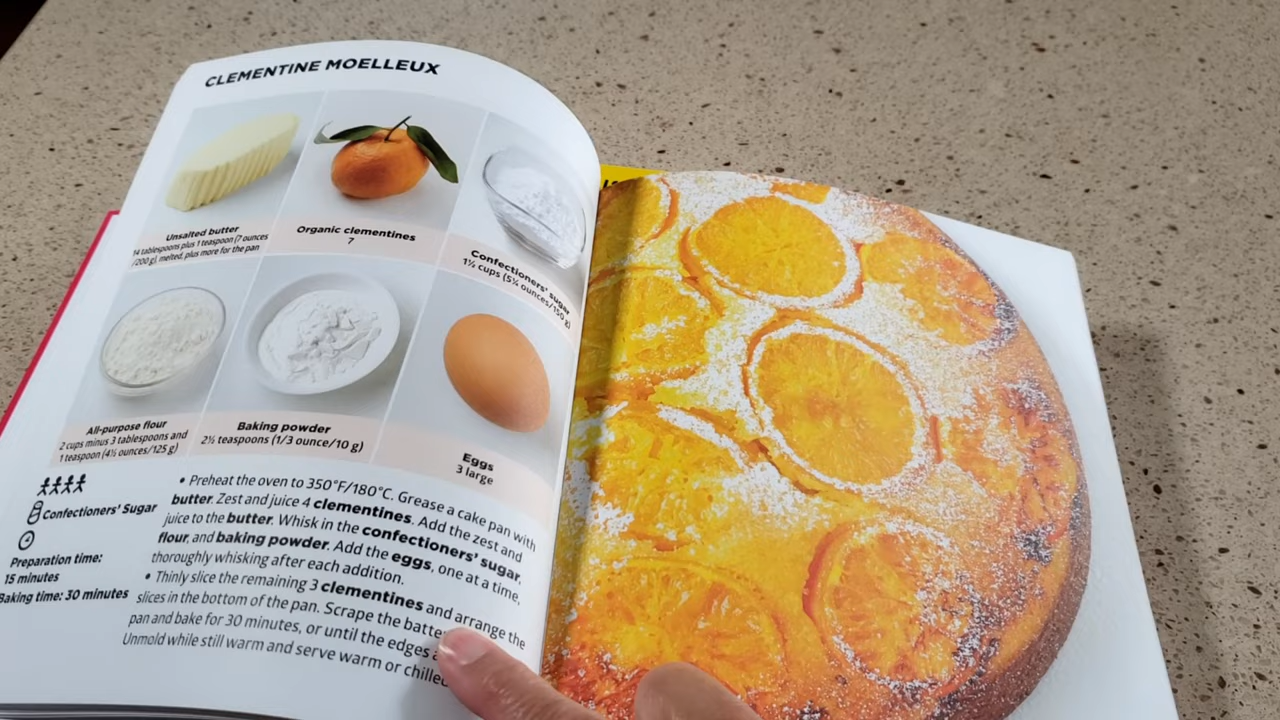 CLEMENTINE MOELLEUX
Unsalted butter
14 tablespoons plus 1 teaspoon (7 ounces
/200 g), melted, plus more for the pan
Organic clementines
7
Confectioners' sugar
1¼ cups (5¼ ounces/150 g)
All-purpose flour
2 cups minus 3 tablespoons and
1 teaspoon (4½ ounces/125 g)
Baking powder
2½ teaspoons (1/3 ounce/10 g)
Eggs
3 large
Confectioners' Sugar
Preparation time:
15 minutes
Baking time: 30 minutes
• Preheat the oven to 350°F/180°C. Grease a cake pan with
butter. Zest and juice 4 clementines. Add the zest and
juice to the butter. Whisk in the confectioners' sugar,
flour, and baking powder. Add the eggs, one at a time,
thoroughly whisking after each addition.
• Thinly slice the remaining 3 clementines and arrange the
slices in the bottom of the pan. Scrape the
pan and bake for 30 minutes, or until the edges
Unmold while still warm and serve warm or chilled